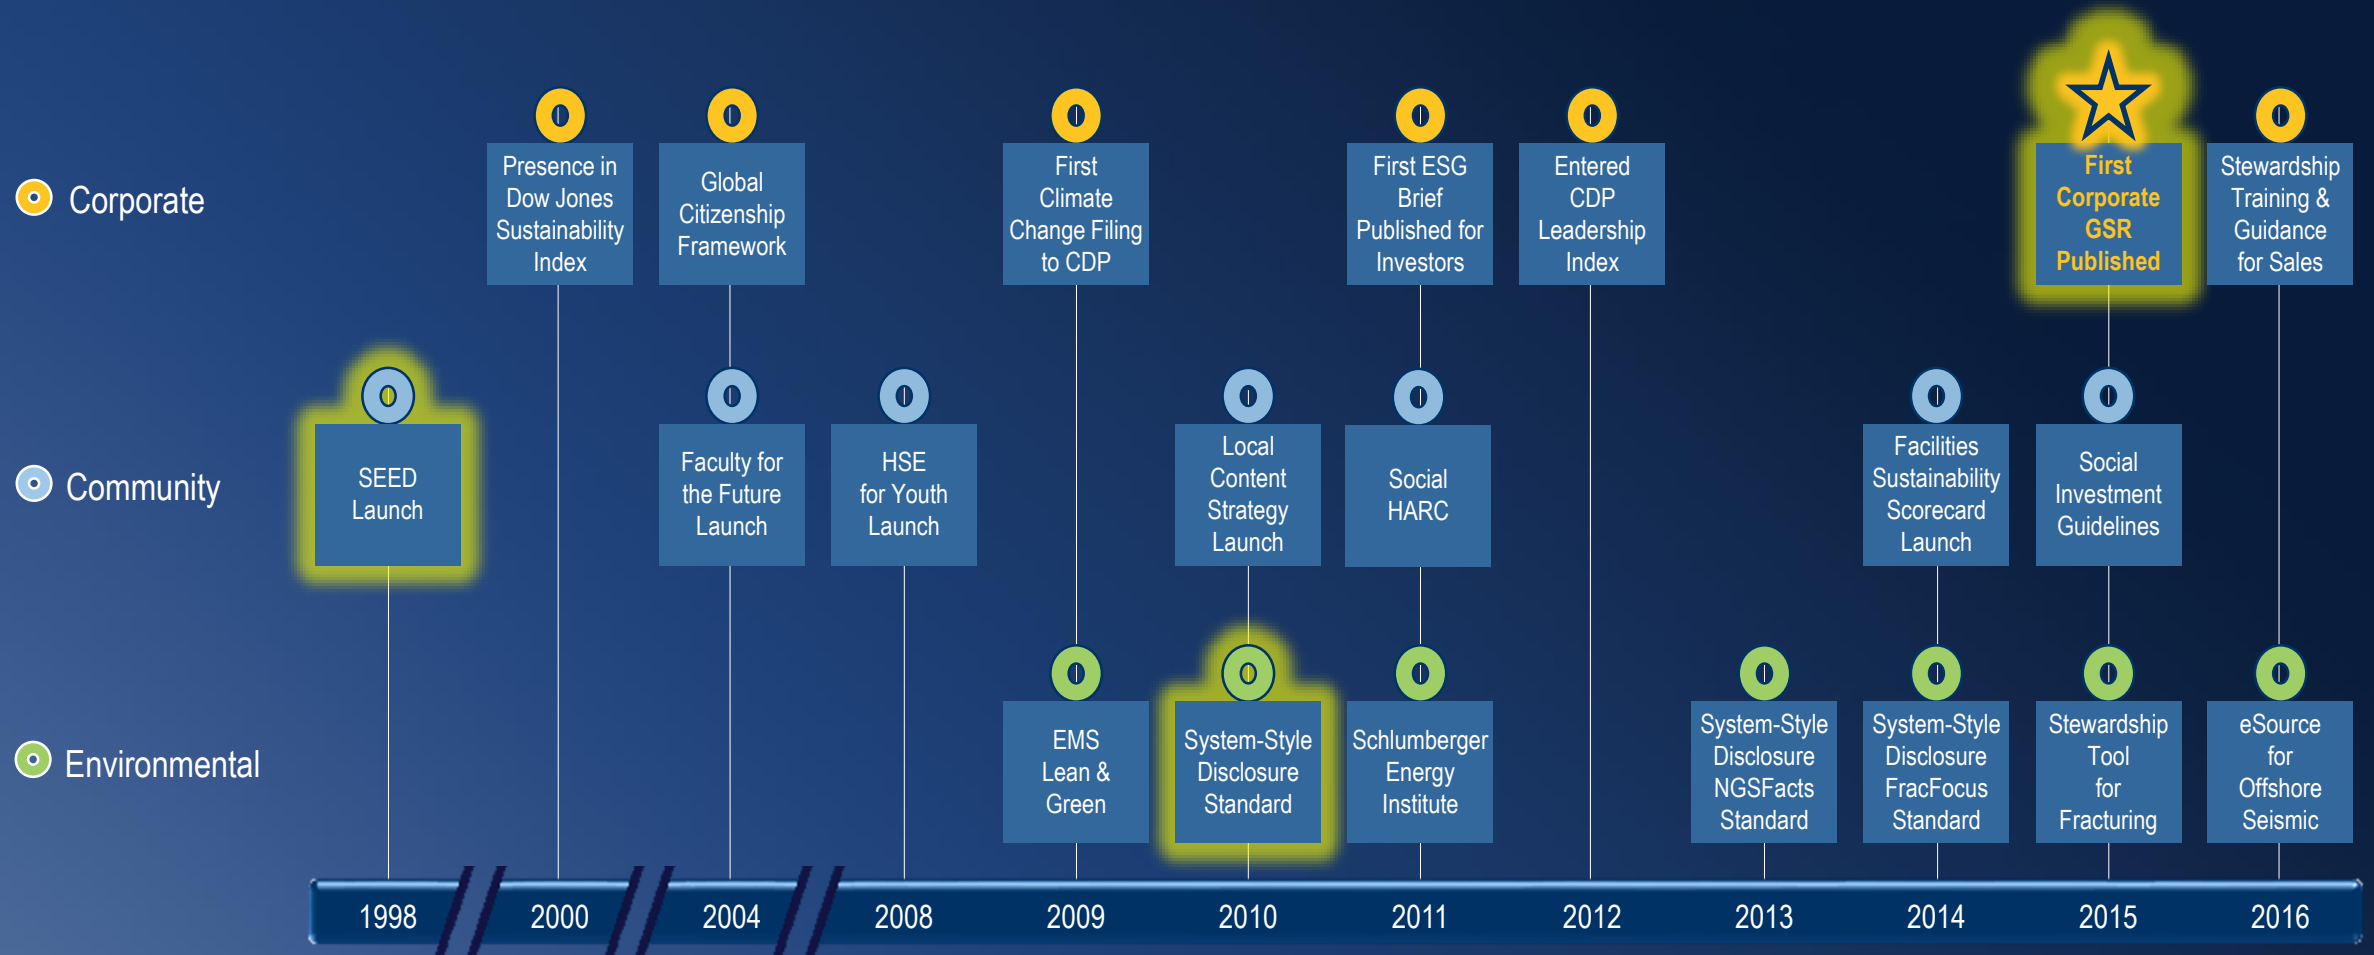 Corporate
Presence in
Dow Jones
Sustainability
Index
Global
Citizenship
Framework
First
Climate
Change Filing
to CDP
First ESG
Brief
Published for
Investors
Entered
CDP
Leadership
Index
First
Corporate
GSR
Published
Stewardship
Training &
Guidance
for Sales
Community
SEED
Launch
Faculty for
the Future
Launch
HSE
for Youth
Launch
Local
Content
Strategy
Launch
Social
HARC
Facilities
Sustainability
Scorecard
Launch
Social
Investment
Guidelines
Environmental
EMS
Lean &
Green
System-Style
Disclosure
Standard
Schlumberger
Energy
Institute
System-Style
Disclosure
NGSFacts
Standard
System-Style
Disclosure
FracFocus
Standard
Stewardship
Tool
for
Fracturing
eSource
for
Offshore
Seismic
1998
2000
2004
2008
2009
2010
2011
2012
2013
2014
2015
2016